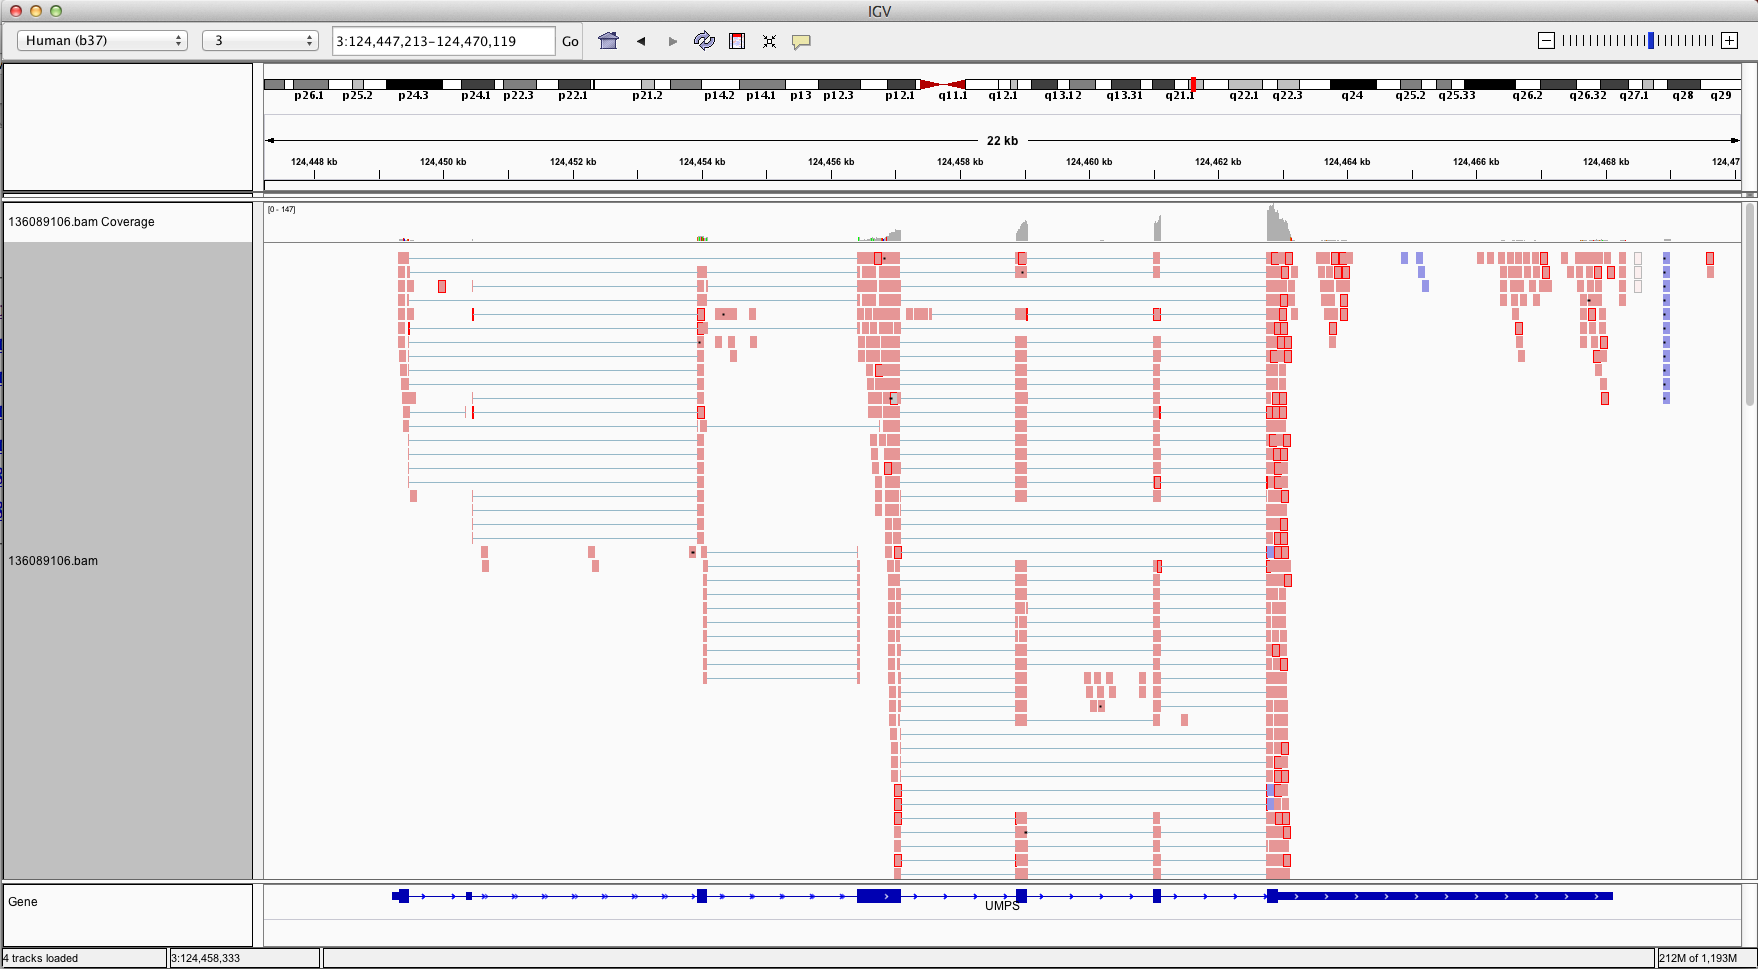 IGV
Human (b37) 3 3:124,447,213-124,470,119 Go
p26.1 p25.2 p24.3 p24.1 p22.3 p22.1 p21.2 p14.2 p14.1 p13 p12.3 p12.1 q11.1 q12.1 q13.12 q13.31 q21.1 q22.1 q22.3 q24 q25.2 q25.33 q26.2 q26.32 q27.1 q28 q29
22 kb
124,448 kb 124,450 kb 124,452 kb 124,454 kb 124,456 kb 124,458 kb 124,460 kb 124,462 kb 124,464 kb 124,466 kb 124,468 kb 124,47
[0 - 147]
136089106.bam Coverage
136089106.bam
Gene
UMPS
4 tracks loaded 3:124,458,333 212M of 1,193M